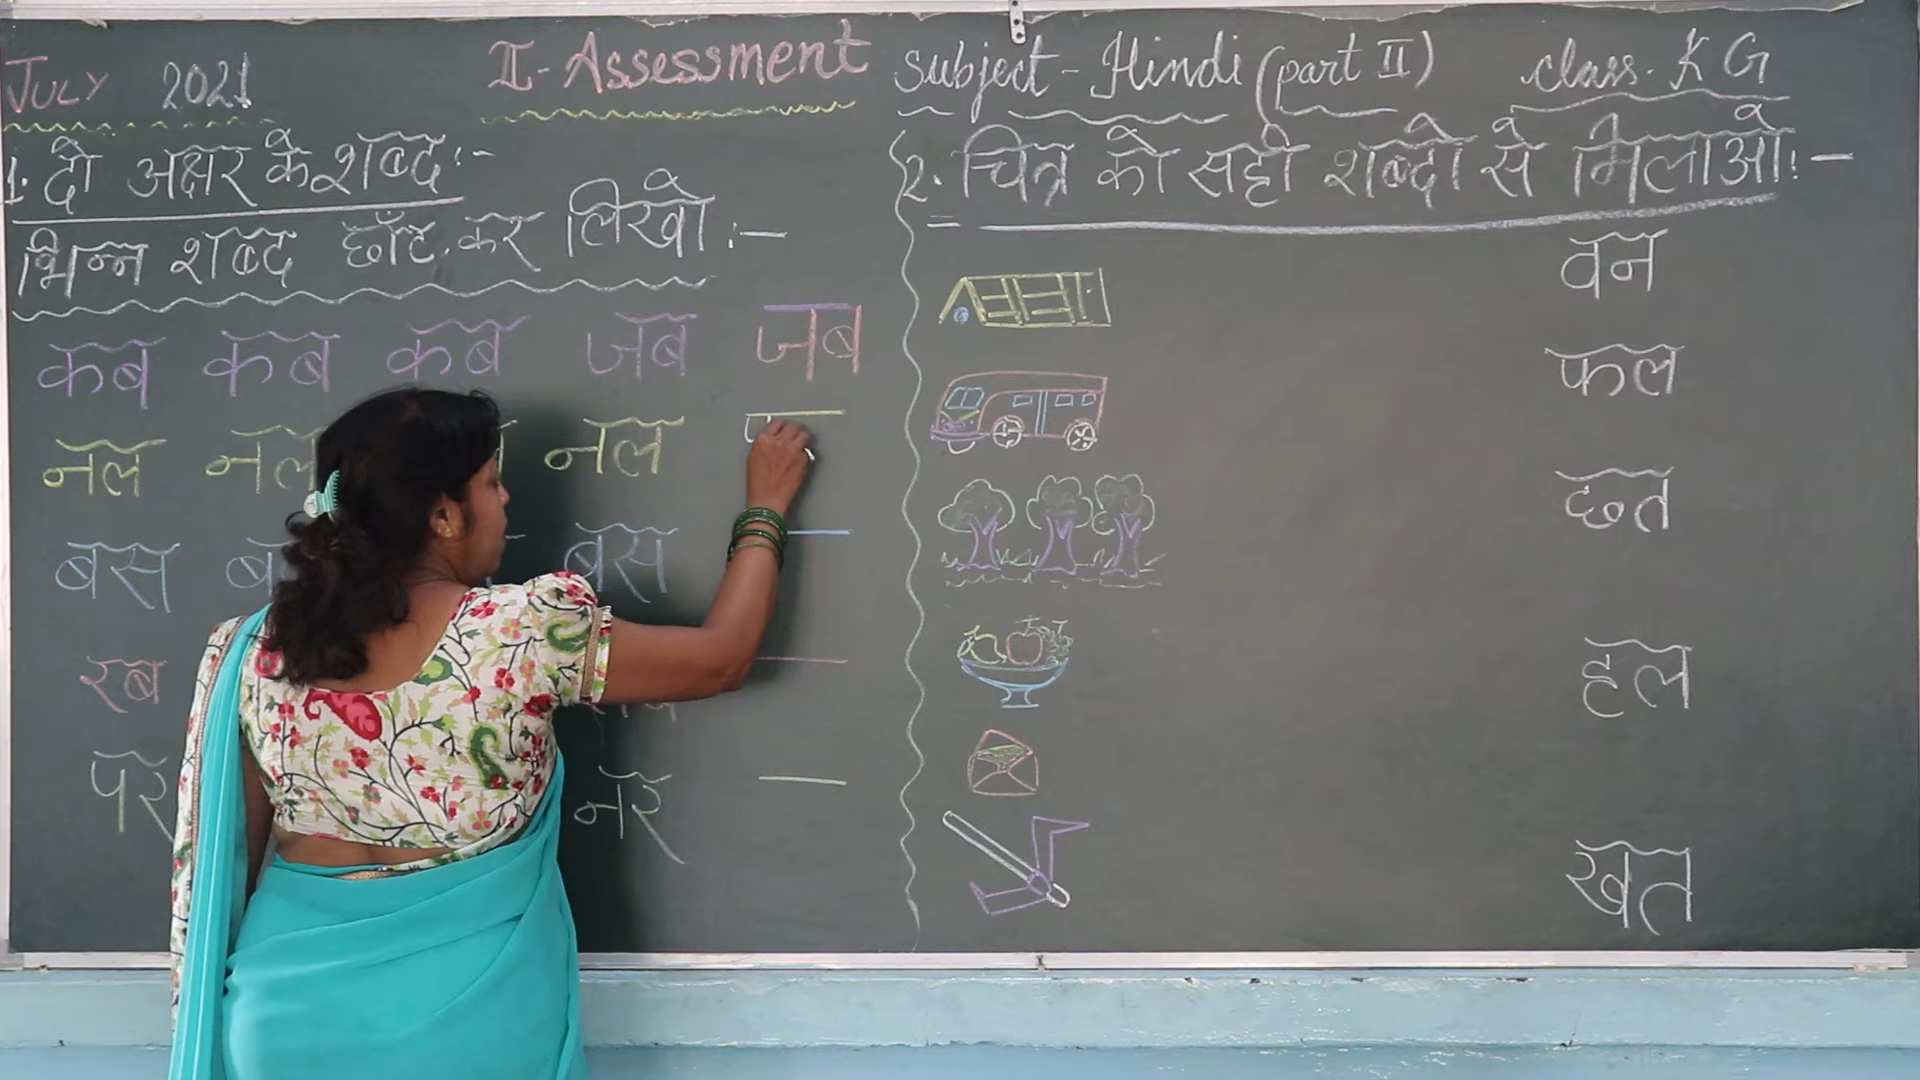 JULY 2021 II-Assessment Subject-Hindi (part II) class-KG
1. दो अक्षर के शब्द :-
भिन्न शब्द छाँट कर लिखो :-
कब कब कब जब जब
नल नल नल
बस बस
रब
पर नर
2. चित्र को सही शब्दो से मिलाओ :-
वन
फल
छत
हल
खत